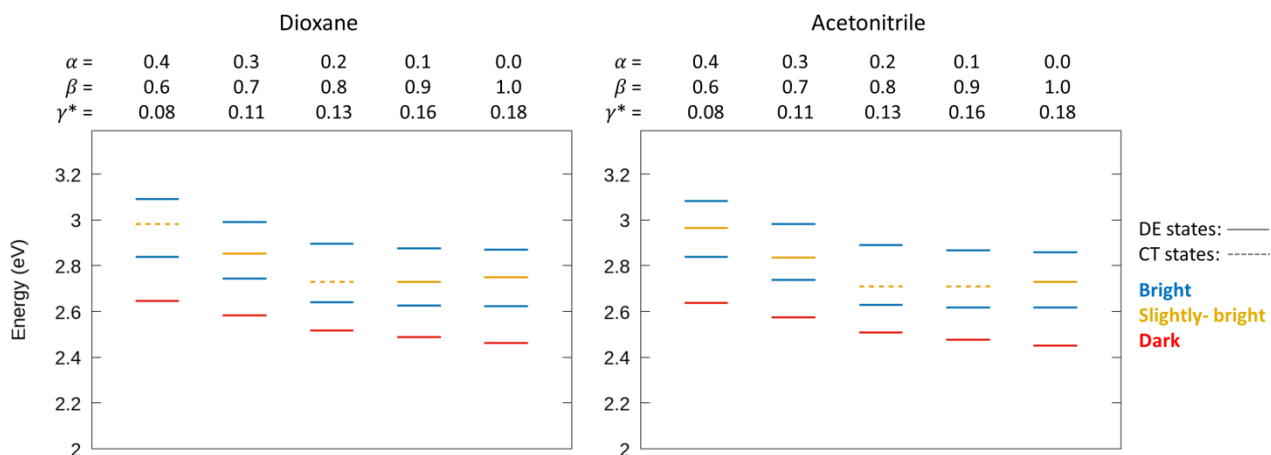 Dioxane
α = 0.4 0.3 0.2 0.1 0.0
β = 0.6 0.7 0.8 0.9 1.0
γ* = 0.08 0.11 0.13 0.16 0.18
Energy (eV)
3.2
3
2.8
2.6
2.4
2.2
2
Acetonitrile
α = 0.4 0.3 0.2 0.1 0.0
β = 0.6 0.7 0.8 0.9 1.0
γ* = 0.08 0.11 0.13 0.16 0.18
3.2
3
2.8
2.6
2.4
2.2
2
DE states:
CT states:
Bright
Slightly- bright
Dark